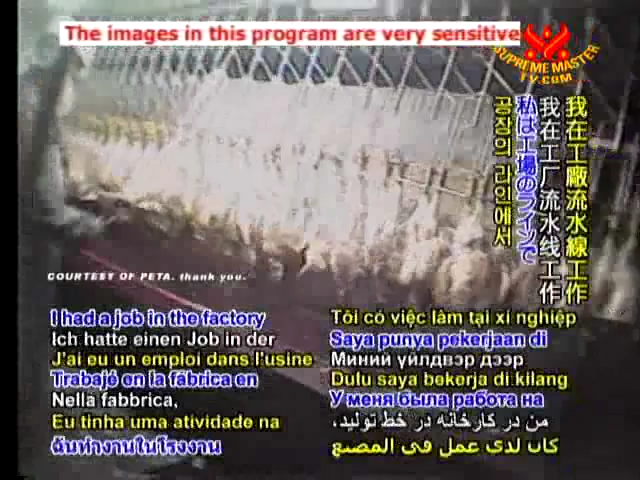 The images in this program are very sensitive
SUPREME MASTER
TV.COM
我在工廠流水線工作
我在工厂流水线工作
私は工場のラインで
공장의 라인에서
COURTESY OF PETA. thank you.
I had a job in the factory
Ich hatte einen Job in der
J'ai eu un emploi dans l'usine
Trabajé en la fábrica en
Nella fabbrica,
Eu tinha uma atividade na
ฉันทำงานในโรงงาน
Tôi có việc làm tại xí nghiệp
Saya punya pekerjaan di
Миний үйлдвэр дээр
Dulu saya bekerja di kilang
У меня была работа на
من در کارخانه در خط تولید،
كان لدي عمل في المصنع